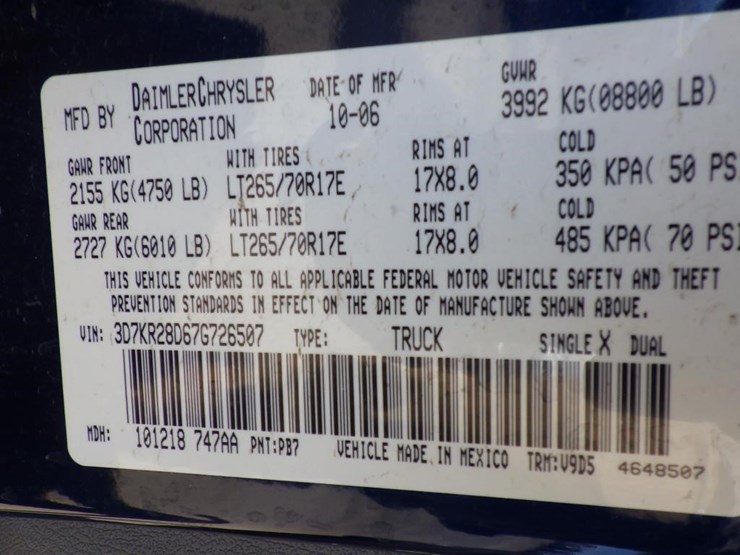 MFD BY DAIMLERCHRYSLER CORPORATION DATE OF MFR 10-06 GVWR 3992 KG(08800 LB)
GAWR FRONT WITH TIRES RIMS AT COLD
2155 KG(4750 LB) LT265/70R17E 17X8.0 350 KPA( 50 PS
GAWR REAR WITH TIRES RIMS AT COLD
2727 KG(6010 LB) LT265/70R17E 17X8.0 485 KPA( 70 PSI
THIS VEHICLE CONFORMS TO ALL APPLICABLE FEDERAL MOTOR VEHICLE SAFETY AND THEFT
PREVENTION STANDARDS IN EFFECT ON THE DATE OF MANUFACTURE SHOWN ABOVE.
VIN: 3D7KR28D67G726507 TYPE: TRUCK SINGLE X DUAL
MDH: 101218 747AA PNT:PB7 VEHICLE MADE IN MEXICO TRM:V9D5 4648507